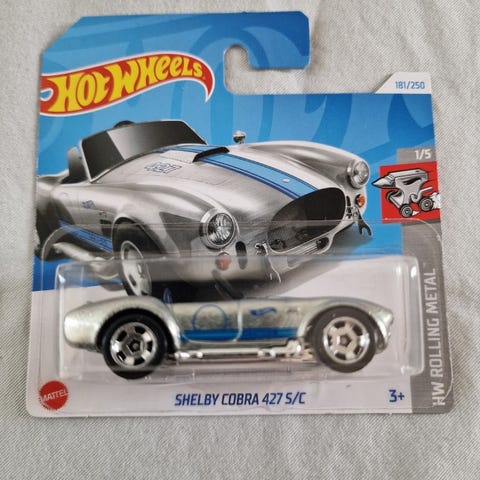 HOT WHEELS
181/250
1/5
HW ROLLING METAL
MATTEL
SHELBY COBRA 427 S/C
3+